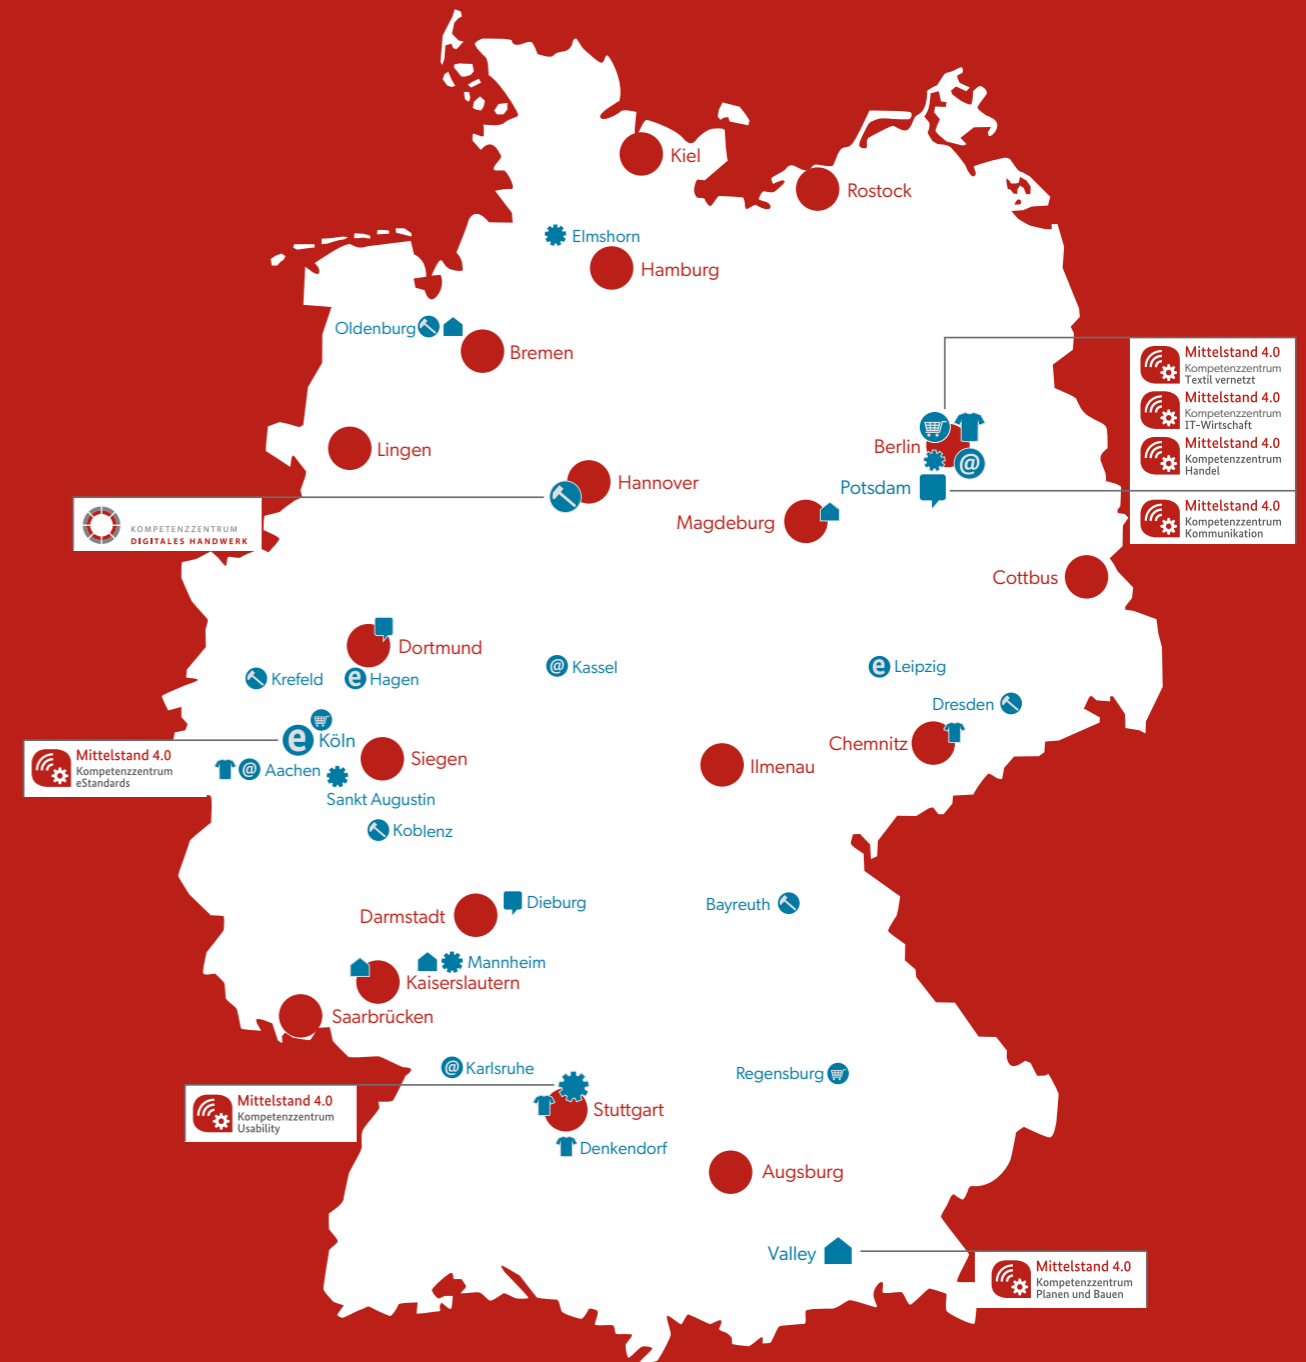 Kiel
Rostock
Elmshorn
Hamburg
Oldenburg
Bremen
Mittelstand 4.0
Kompetenzzentrum
Textil vernetzt
Mittelstand 4.0
Kompetenzzentrum
IT-Wirtschaft
Mittelstand 4.0
Kompetenzzentrum
Handel
Berlin
@
Lingen
Hannover
Potsdam
Magdeburg
KOMPETENZZENTRUM
DIGITALES HANDWERK
Mittelstand 4.0
Kompetenzzentrum
Kommunikation
Cottbus
Dortmund
@ Kassel
e Leipzig
Krefeld
e Hagen
Dresden
e Köln
Siegen
Chemnitz
Ilmenau
Mittelstand 4.0
Kompetenzzentrum
eStandards
@ Aachen
Sankt Augustin
Koblenz
Dieburg
Bayreuth
Darmstadt
Mannheim
Kaiserslautern
Saarbrücken
@ Karlsruhe
Regensburg
Mittelstand 4.0
Kompetenzzentrum
Usability
Stuttgart
Denkendorf
Augsburg
Valley
Mittelstand 4.0
Kompetenzzentrum
Planen und Bauen